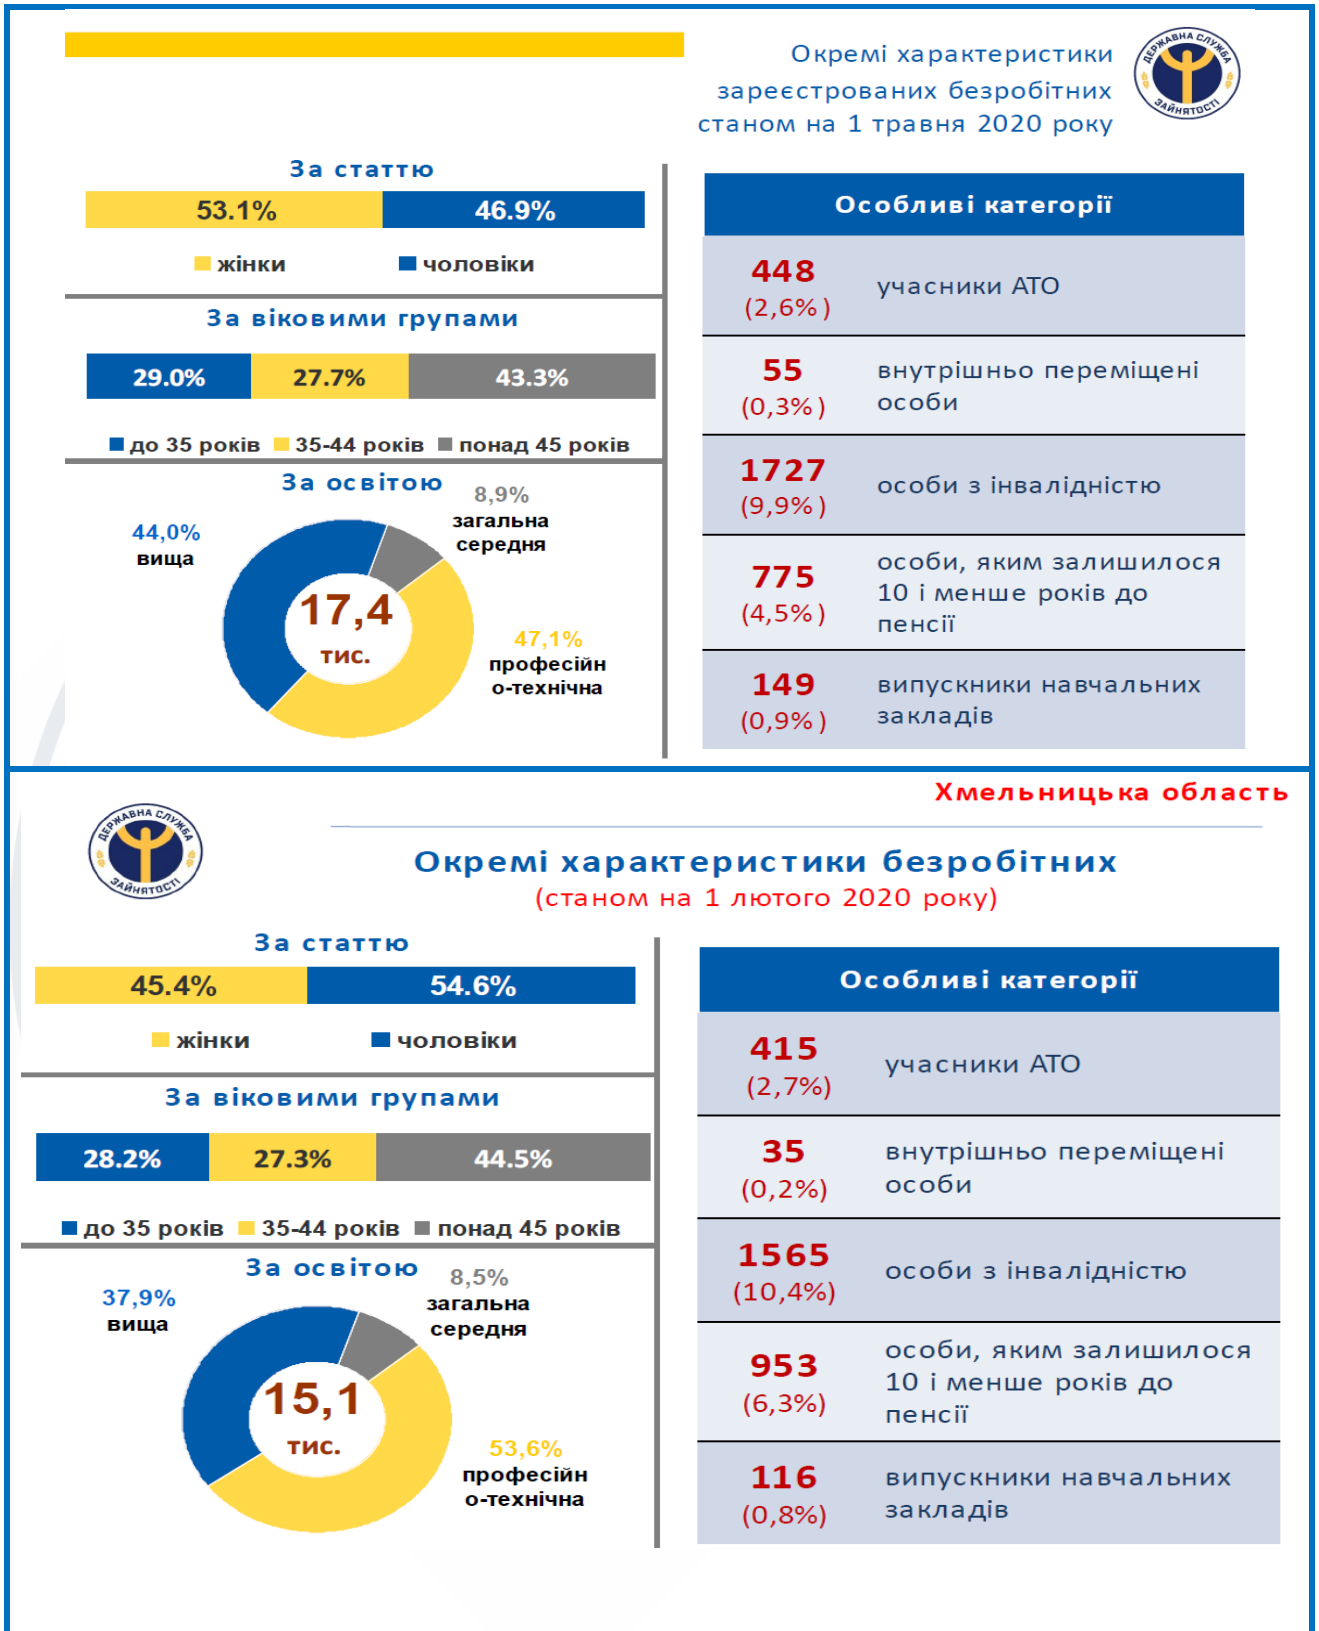 Окремі характеристики
зареєстрованих безробітних
станом на 1 травня 2020 року
ДЕРЖАВНА СЛУЖБА
ЗАЙНЯТОСТІ
За статтю
53.1% 46.9%
жінки чоловіки
За віковими групами
29.0% 27.7% 43.3%
до 35 років 35-44 років понад 45 років
За освітою
8,9%
загальна
середня
44,0%
вища
17,4
тис.
47,1%
професійн
о-технічна
Особливі категорії
448
(2,6%)
учасники АТО
55
(0,3%)
внутрішньо переміщені
особи
1727
(9,9%)
особи з інвалідністю
775
(4,5%)
особи, яким залишилося
10 і менше років до
пенсії
149
(0,9%)
випускники навчальних
закладів
Хмельницька область
ДЕРЖАВНА СЛУЖБА
ЗАЙНЯТОСТІ
Окремі характеристики безробітних
(станом на 1 лютого 2020 року)
За статтю
45.4% 54.6%
жінки чоловіки
За віковими групами
28.2% 27.3% 44.5%
до 35 років 35-44 років понад 45 років
За освітою
8,5%
загальна
середня
37,9%
вища
15,1
тис.
53,6%
професійн
о-технічна
Особливі категорії
415
(2,7%)
учасники АТО
35
(0,2%)
внутрішньо переміщені
особи
1565
(10,4%)
особи з інвалідністю
953
(6,3%)
особи, яким залишилося
10 і менше років до
пенсії
116
(0,8%)
випускники навчальних
закладів